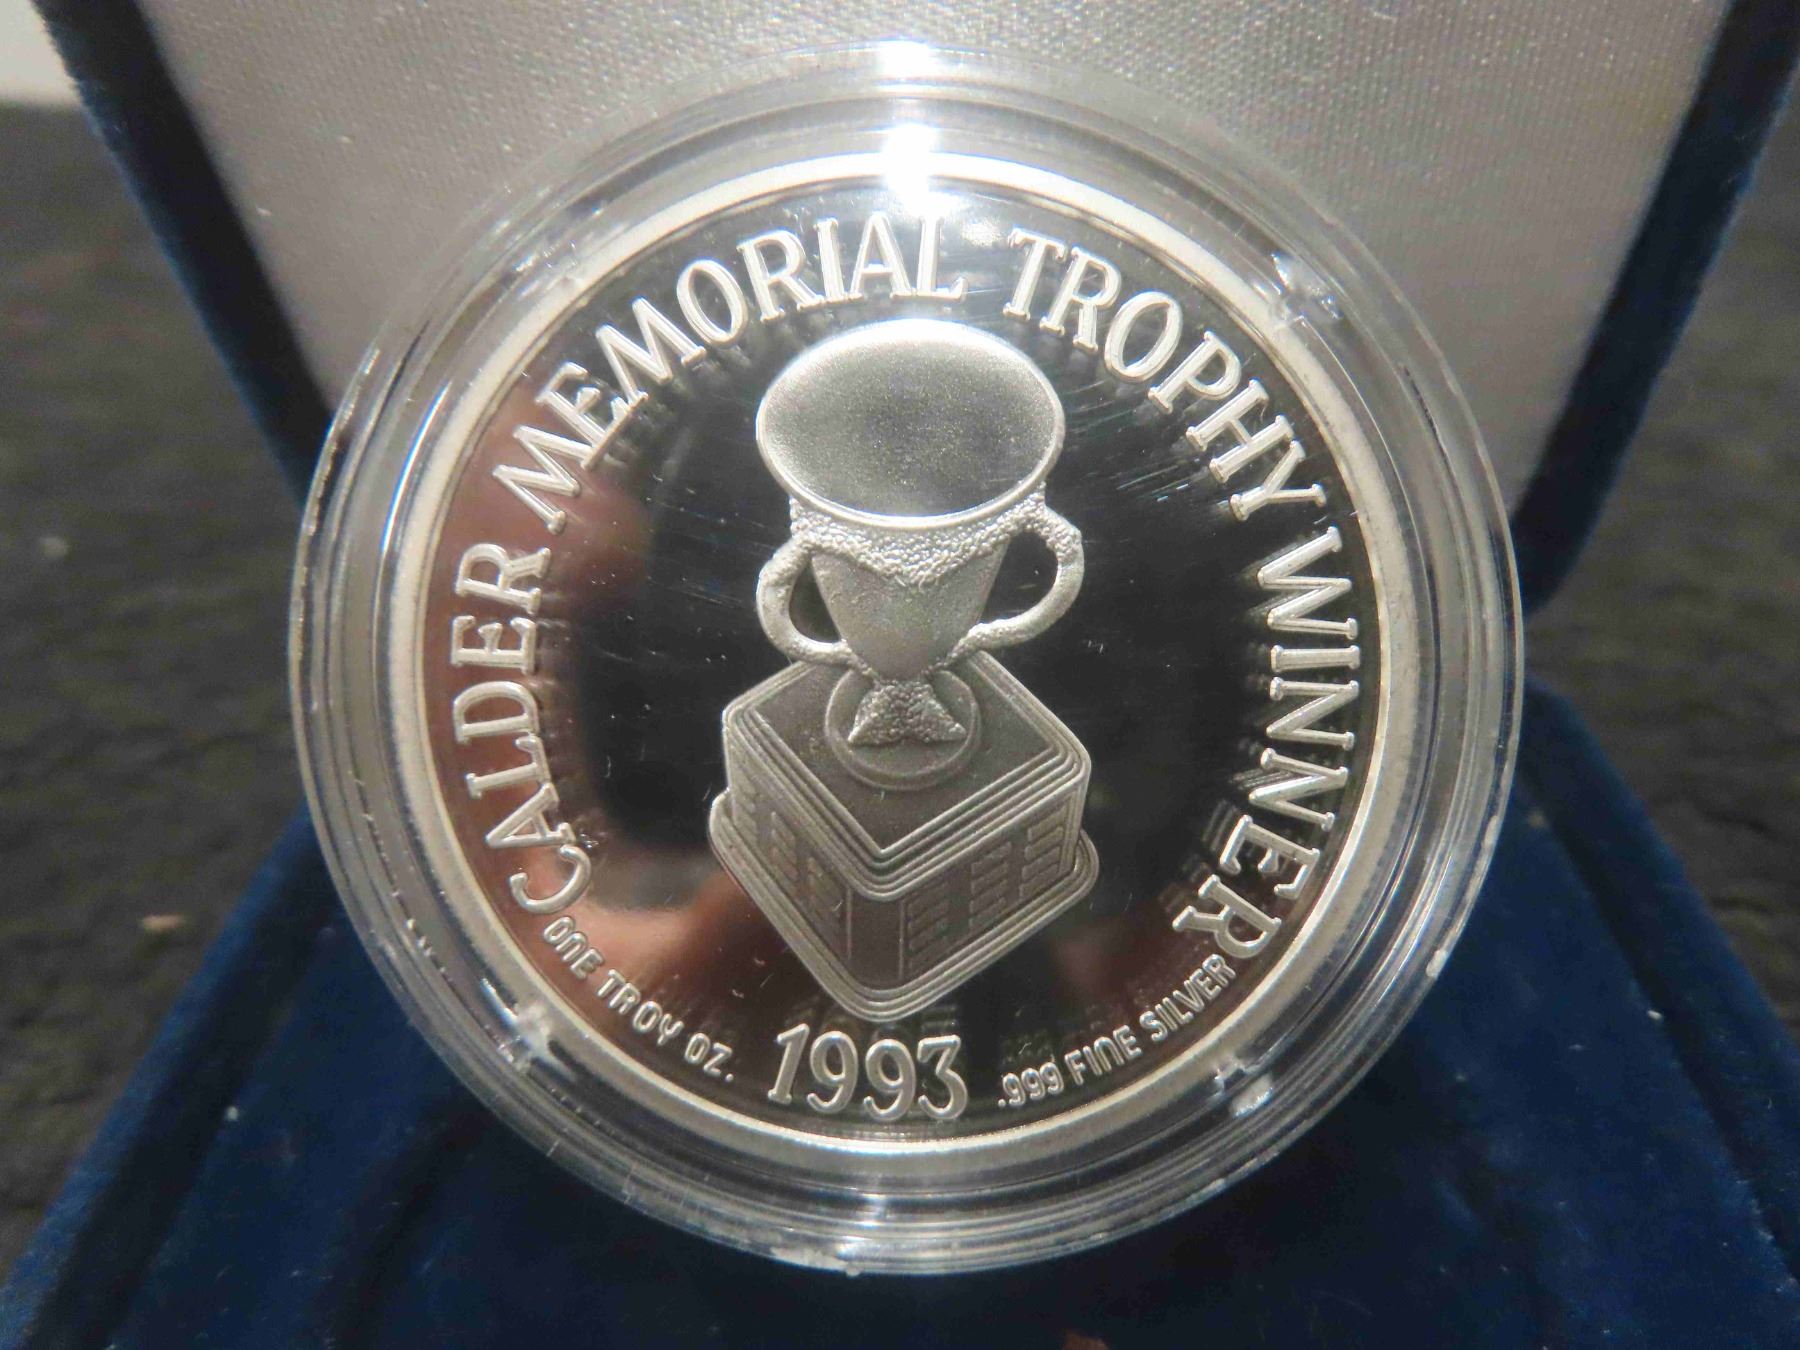 CALDER MEMORIAL TROPHY WINNER
ONE TROY OZ.
1993
.999 FINE SILVER